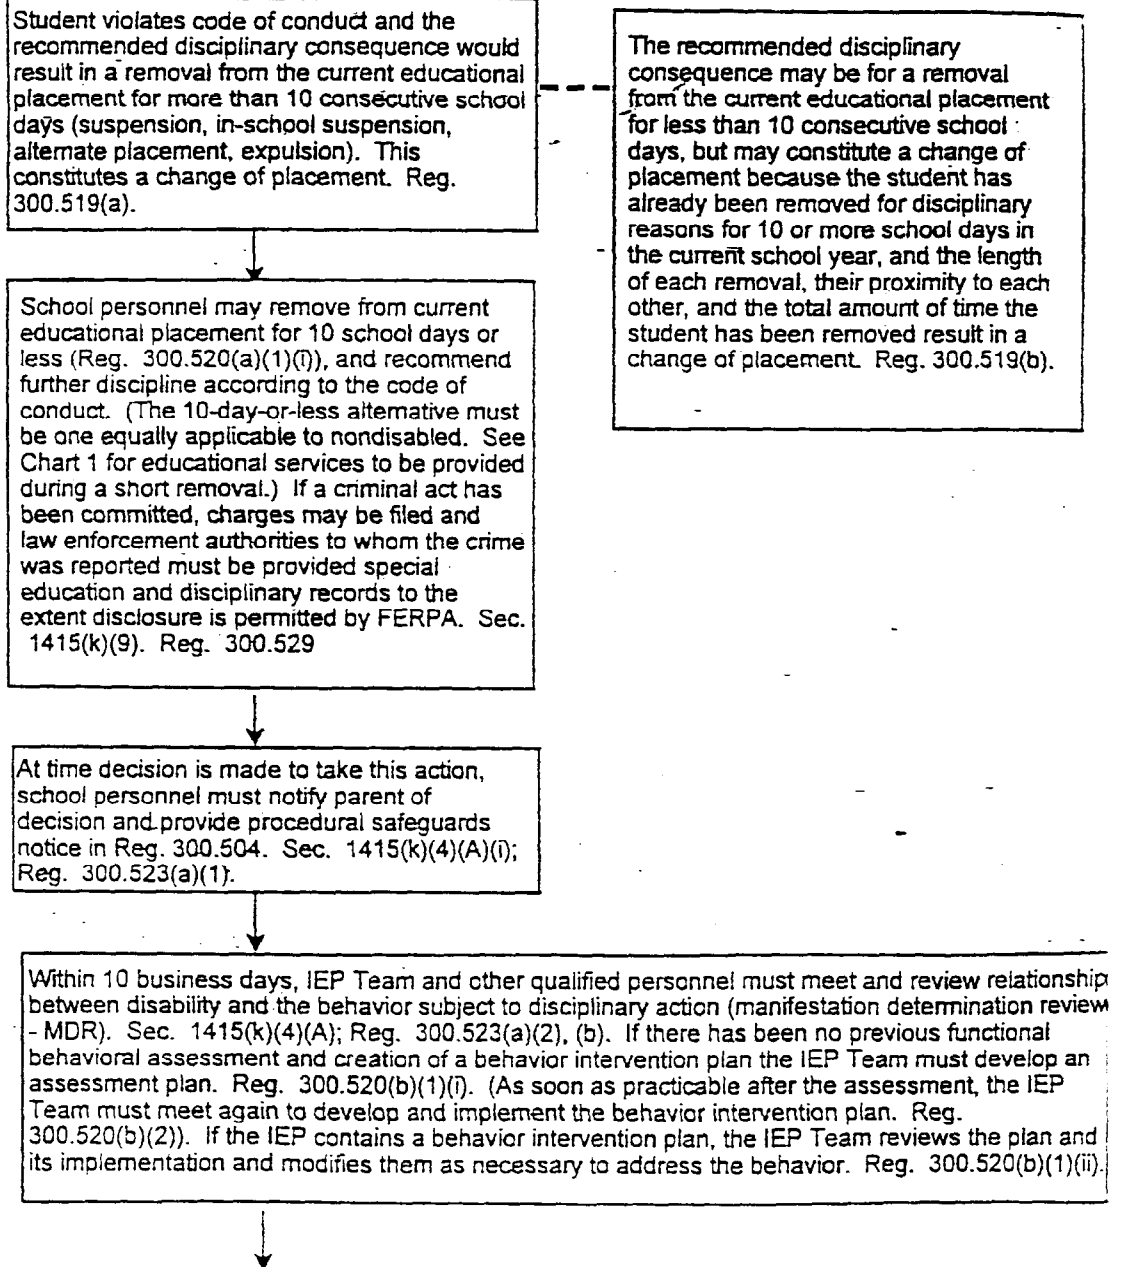 Student violates code of conduct and the
recommended disciplinary consequence would
result in a removal from the current educational
placement for more than 10 consecutive school
days (suspension, in-school suspension,
alternate placement, expulsion). This
constitutes a change of placement. Reg.
300.519(a).
The recommended disciplinary
consequence may be for a removal
from the current educational placement
for less than 10 consecutive school
days, but may constitute a change of
placement because the student has
already been removed for disciplinary
reasons for 10 or more school days in
the current school year, and the length
of each removal, their proximity to each
other, and the total amount of time the
student has been removed result in a
change of placement. Reg. 300.519(b).
School personnel may remove from current
educational placement for 10 school days or
less (Reg. 300.520(a)(1)(i)), and recommend
further discipline according to the code of
conduct. (The 10-day-or-less alternative must
be one equally applicable to nondisabled. See
Chart 1 for educational services to be provided
during a short removal.) If a criminal act has
been committed, charges may be filed and
law enforcement authorities to whom the crime
was reported must be provided special
education and disciplinary records to the
extent disclosure is permitted by FERPA. Sec.
1415(k)(9). Reg. 300.529
At time decision is made to take this action,
school personnel must notify parent of
decision and provide procedural safeguards
notice in Reg. 300.504. Sec. 1415(k)(4)(A)(i);
Reg. 300.523(a)(1).
Within 10 business days, IEP Team and other qualified personnel must meet and review relationship
between disability and the behavior subject to disciplinary action (manifestation determination review
- MDR). Sec. 1415(k)(4)(A); Reg. 300.523(a)(2), (b). If there has been no previous functional
behavioral assessment and creation of a behavior intervention plan the IEP Team must develop an
assessment plan. Reg. 300.520(b)(1)(i). (As soon as practicable after the assessment, the IEP
Team must meet again to develop and implement the behavior intervention plan. Reg.
300.520(b)(2)). If the IEP contains a behavior intervention plan, the IEP Team reviews the plan and
its implementation and modifies them as necessary to address the behavior. Reg. 300.520(b)(1)(ii).